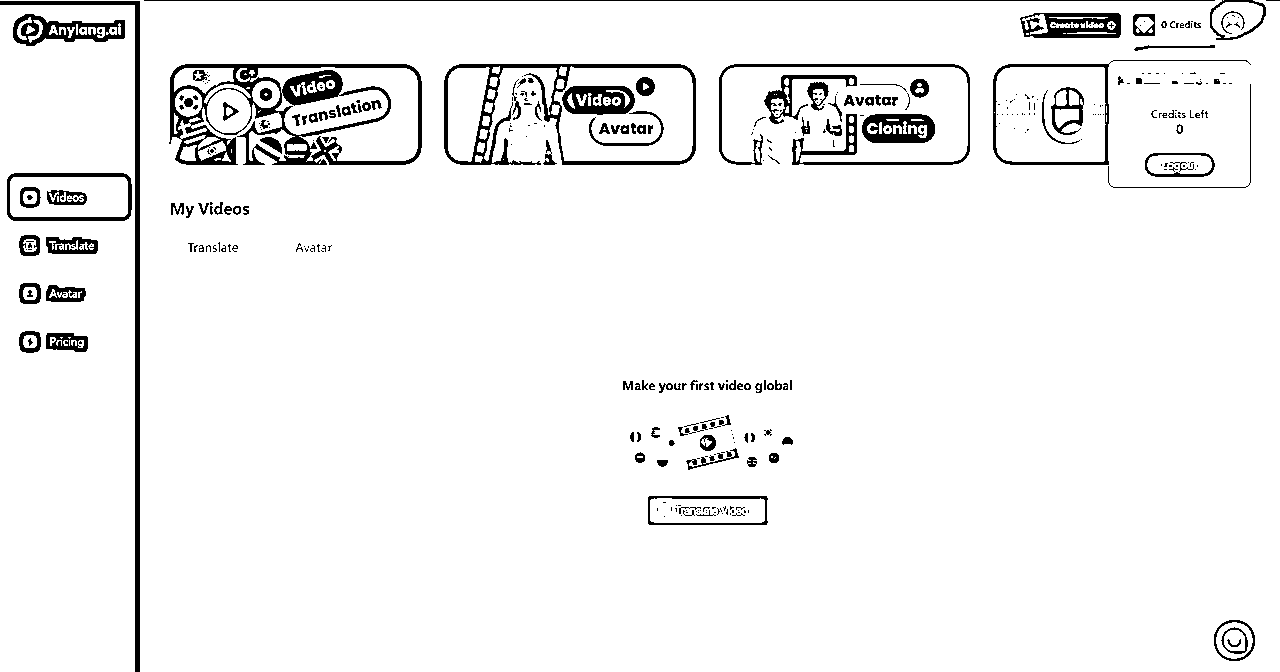 Anylang.ai
Create video
0 Credits
Video
Translation
Video
Avatar
Avatar
Cloning
Credits Left
0
Logout
Videos
Translate
Avatar
Pricing
My Videos
Translate
Avatar
Make your first video global
Translate Video